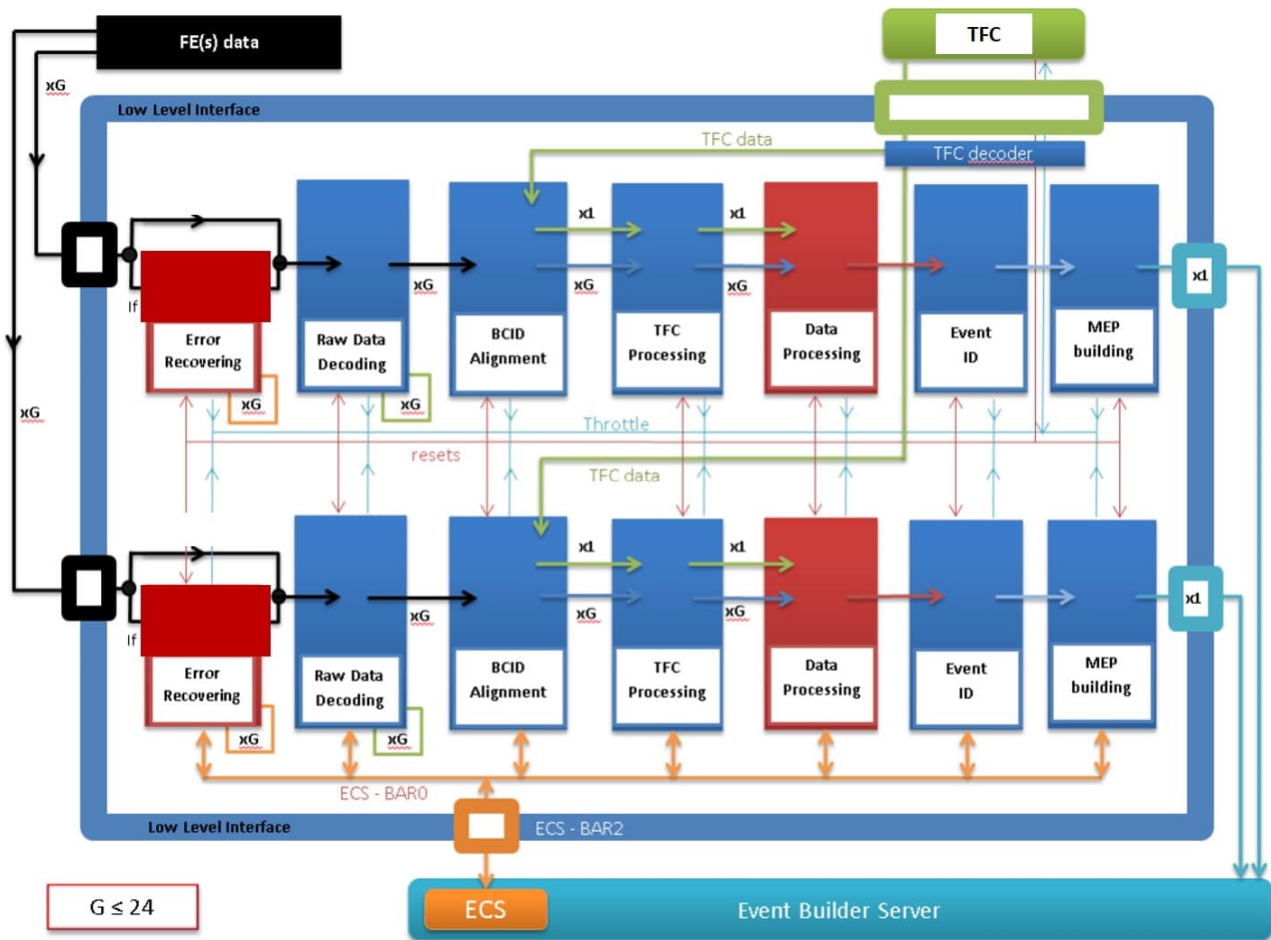 FE(s) data
TFC
xG
Low Level Interface
TFC data
TFC decoder
x1
x1
xG
xG
xG
x1
If
Error
Recovering
Raw Data
Decoding
BCID
Alignment
TFC
Processing
Data
Processing
Event
ID
MEP
building
xG
xG
xG
Throttle
resets
TFC data
x1
x1
xG
xG
xG
x1
If
Error
Recovering
Raw Data
Decoding
BCID
Alignment
TFC
Processing
Data
Processing
Event
ID
MEP
building
xG
xG
ECS - BAR0
Low Level Interface
ECS - BAR2
G ≤ 24
ECS
Event Builder Server